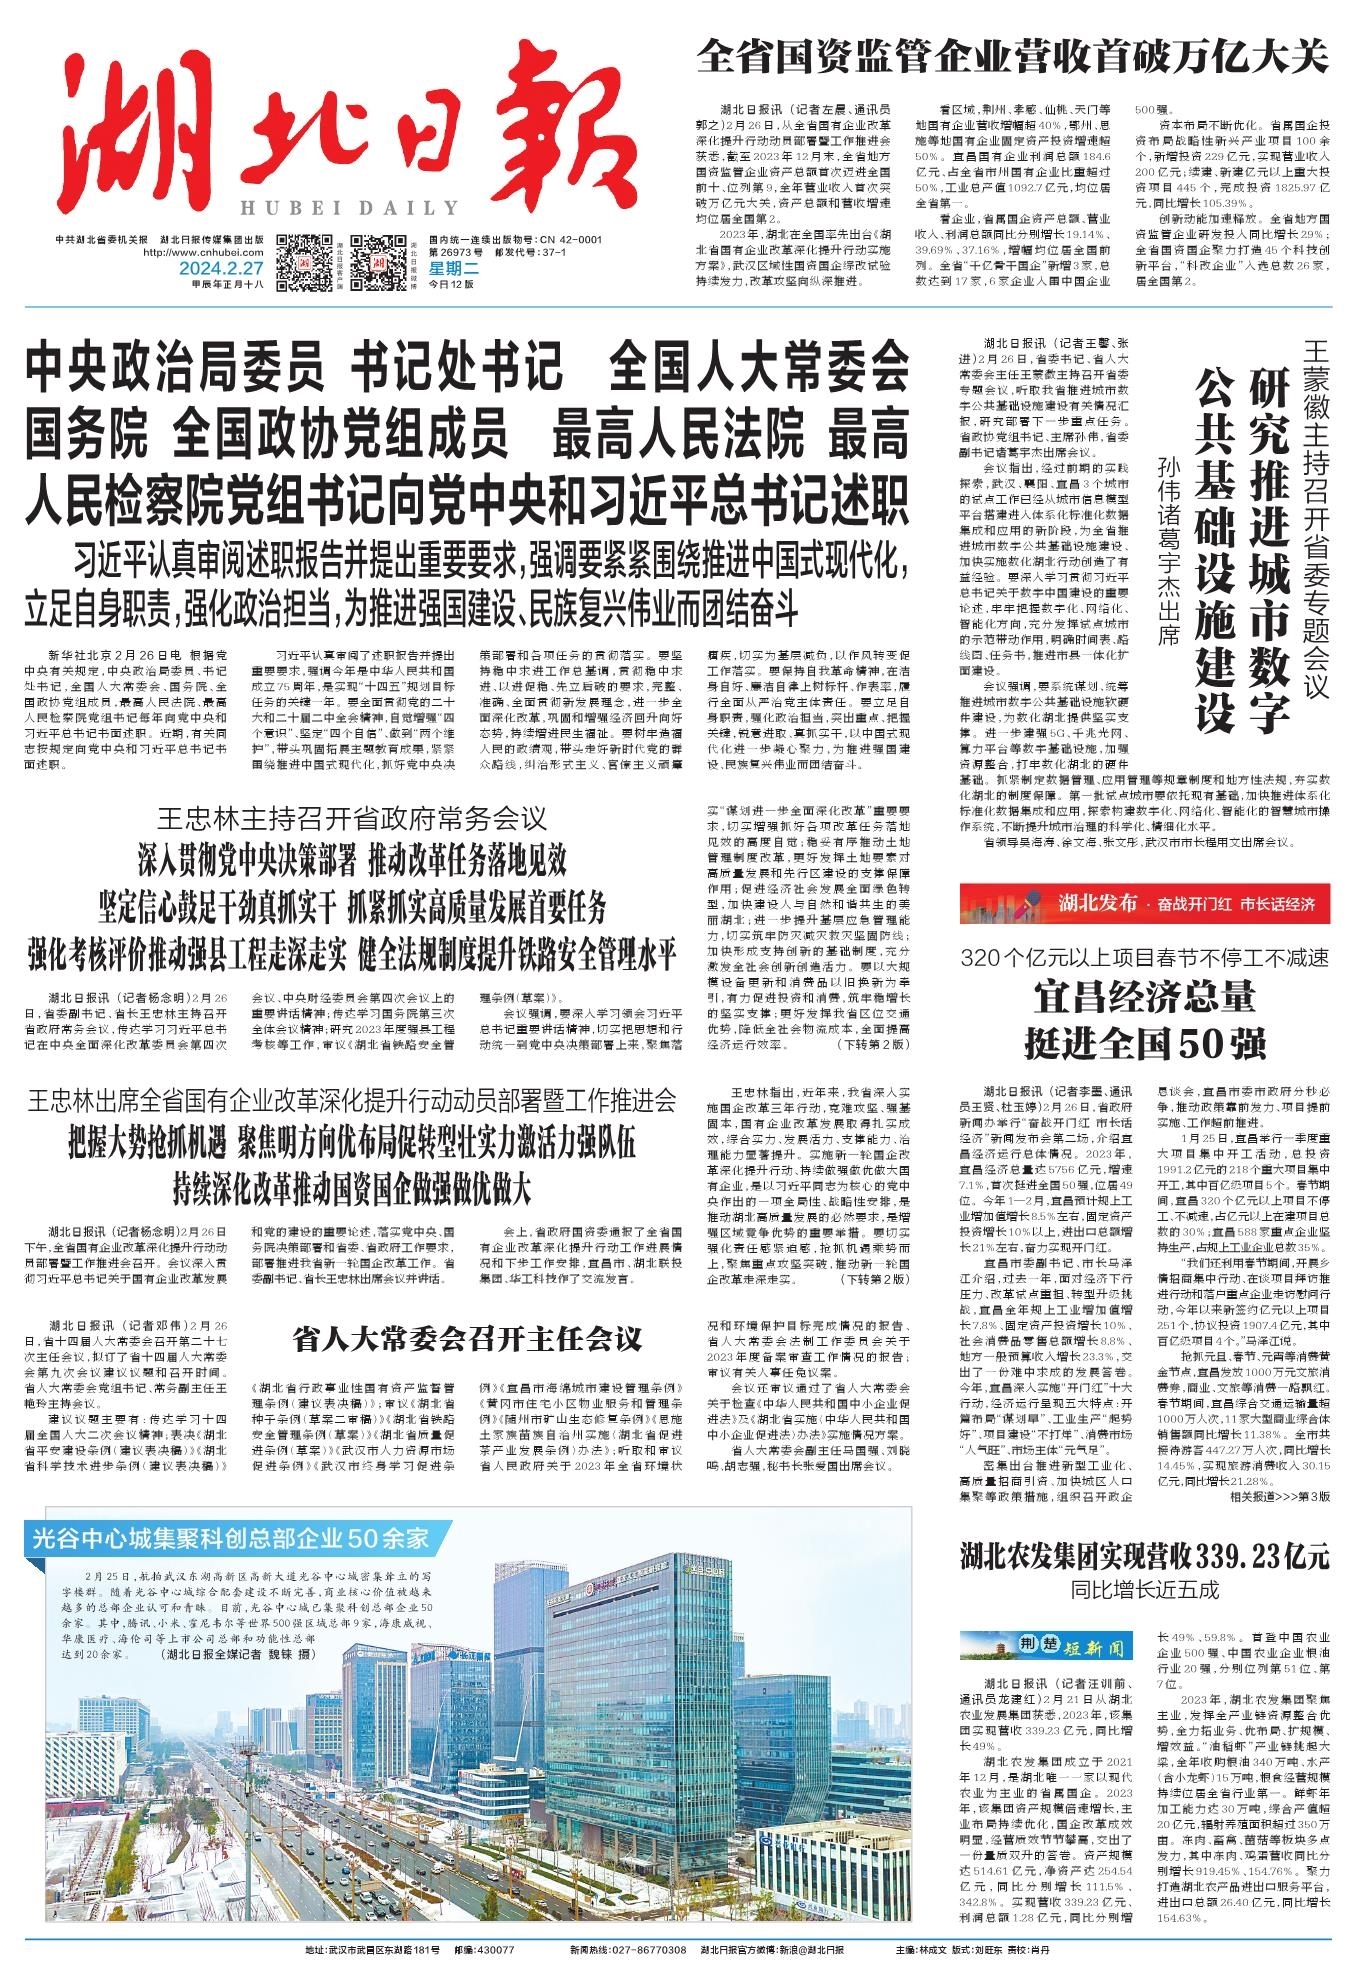 湖北日報
HUBEI DAILY
中共湖北省委机关报 湖北日报传媒集团出版
http://www.cnhubei.com
2024.2.27
甲辰年正月十八
湖北日报客户端
湖北日报微博
国内统一连续出版物号:CN 42-0001
第26973号 邮发代号:37-1
星期二
今日12版
全省国资监管企业营收首破万亿大关
湖北日报讯(记者左晨、通讯员
郭之)2月26日,从全省国有企业改革
深化提升行动动员部署暨工作推进会
获悉,截至2023年12月末,全省地方
国资监管企业资产总额首次迈进全国
前十、位列第9,全年营业收入首次突
破万亿元大关,资产总额和营收增速
均位居全国第2。
2023年,湖北在全国率先出台《湖
北省国有企业改革深化提升行动实施
方案》,武汉区域性国资国企综改试验
持续发力,改革攻坚向纵深推进。
看区域,荆州、孝感、仙桃、天门等
地国有企业营收增幅超40%,鄂州、恩
施等地国有企业固定资产投资增速超
50%。宜昌国有企业利润总额184.6
亿元、占全省市州国有企业比重超过
50%,工业总产值1092.7亿元,均位居
全省第一。
看企业,省属国企资产总额、营业
收入、利润总额同比分别增长19.14%、
39.69%、37.16%,增幅均位居全国前
列。全省“千亿骨干国企”新增3家,总
数达到17家,6家企业入围中国企业
500强。
资本布局不断优化。省属国企投
资布局战略性新兴产业项目100余
个,新增投资229亿元,实现营业收入
200亿元;续建、新建亿元以上重大投
资项目445个,完成投资1825.97亿
元,同比增长105.39%。
创新动能加速释放。全省地方国
资监管企业研发投入同比增长29%;
全省国资国企聚力打造45个科技创
新平台,“科改企业”入选总数26家,
居全国第2。
中央政治局委员 书记处书记 全国人大常委会
国务院 全国政协党组成员 最高人民法院 最高
人民检察院党组书记向党中央和习近平总书记述职
习近平认真审阅述职报告并提出重要要求,强调要紧紧围绕推进中国式现代化,
立足自身职责,强化政治担当,为推进强国建设、民族复兴伟业而团结奋斗
新华社北京2月26日电 根据党
中央有关规定,中央政治局委员、书记
处书记,全国人大常委会、国务院、全
国政协党组成员,最高人民法院、最高
人民检察院党组书记每年向党中央和
习近平总书记书面述职。近期,有关同
志按规定向党中央和习近平总书记书
面述职。
习近平认真审阅了述职报告并提出
重要要求,强调今年是中华人民共和国
成立75周年,是实现“十四五”规划目标
任务的关键一年。要全面贯彻党的二十
大和二十届二中全会精神,自觉增强“四
个意识”、坚定“四个自信”、做到“两个维
护”,带头巩固拓展主题教育成果,紧紧
围绕推进中国式现代化,抓好党中央决
策部署和各项任务的贯彻落实。要坚
持稳中求进工作总基调,贯彻稳中求
进、以进促稳、先立后破的要求,完整、
准确、全面贯彻新发展理念,进一步全
面深化改革,巩固和增强经济回升向好
态势,持续增进民生福祉。要树牢造福
人民的政绩观,带头走好新时代党的群
众路线,纠治形式主义、官僚主义顽瘴
痼疾,切实为基层减负,以作风转变促
工作落实。要保持自我革命精神,在洁
身自好、廉洁自律上树标杆、作表率,履
行全面从严治党主体责任。要立足自
身职责,强化政治担当,突出重点、把握
关键,锐意进取、真抓实干,以中国式现
代化进一步凝心聚力,为推进强国建
设、民族复兴伟业而团结奋斗。
王蒙徽主持召开省委专题会议
研究推进城市数字
公共基础设施建设
孙伟诸葛宇杰出席
湖北日报讯(记者王馨、张
进)2月26日,省委书记、省人大
常委会主任王蒙徽主持召开省委
专题会议,听取我省推进城市数
字公共基础设施建设有关情况汇
报,研究部署下一步重点任务。
省政协党组书记、主席孙伟,省委
副书记诸葛宇杰出席会议。
会议指出,经过前期的实践
探索,武汉、襄阳、宜昌3个城市
的试点工作已经从城市信息模型
平台搭建进入体系化标准化数据
集成和应用的新阶段,为全省推
进城市数字公共基础设施建设、
加快实施数化湖北行动创造了有
益经验。要深入学习贯彻习近平
总书记关于数字中国建设的重要
论述,牢牢把握数字化、网络化、
智能化方向,充分发挥试点城市
的示范带动作用,明确时间表、路
线图、任务书,推进市县一体化扩
面建设。
会议强调,要系统谋划、统筹
推进城市数字公共基础设施软硬
件建设,为数化湖北提供坚实支
撑。进一步建强5G、千兆光网、
算力平台等数字基础设施,加强
资源整合,打牢数化湖北的硬件
基础。抓紧制定数据管理、应用管理等规章制度和地方性法规,夯实数
化湖北的制度保障。第一批试点城市要依托现有基础,加快推进体系化
标准化数据集成和应用,探索构建数字化、网络化、智能化的智慧城市操
作系统,不断提升城市治理的科学化、精细化水平。
省领导吴海涛、徐文海、张文彤,武汉市市长程用文出席会议。
王忠林主持召开省政府常务会议
深入贯彻党中央决策部署 推动改革任务落地见效
坚定信心鼓足干劲真抓实干 抓紧抓实高质量发展首要任务
强化考核评价推动强县工程走深走实 健全法规制度提升铁路安全管理水平
湖北日报讯(记者杨念明)2月26
日,省委副书记、省长王忠林主持召开
省政府常务会议,传达学习习近平总书
记在中央全面深化改革委员会第四次
会议、中央财经委员会第四次会议上的
重要讲话精神;传达学习国务院第三次
全体会议精神;研究2023年度强县工程
考核等工作,审议《湖北省铁路安全管
理条例(草案)》。
会议强调,要深入学习领会习近平
总书记重要讲话精神,切实把思想和行
动统一到党中央决策部署上来,聚焦落
实“谋划进一步全面深化改革”重要要
求,切实增强抓好各项改革任务落地
见效的高度自觉;稳妥有序推动土地
管理制度改革,更好发挥土地要素对
高质量发展和先行区建设的支撑保障
作用;促进经济社会发展全面绿色转
型,加快建设人与自然和谐共生的美
丽湖北;进一步提升基层应急管理能
力,切实筑牢防灾减灾救灾坚固防线;
加快形成支持创新的基础制度,充分
激发全社会创新创造活力。要以大规
模设备更新和消费品以旧换新为牵
引,有力促进投资和消费,筑牢稳增长
的坚实支撑;更好发挥我省区位交通
优势,降低全社会物流成本,全面提高
经济运行效率。 (下转第2版)
王忠林出席全省国有企业改革深化提升行动动员部署暨工作推进会
把握大势抢抓机遇 聚焦明方向优布局促转型壮实力激活力强队伍
持续深化改革推动国资国企做强做优做大
湖北日报讯(记者杨念明)2月26日
下午,全省国有企业改革深化提升行动动
员部署暨工作推进会召开。会议深入贯
彻习近平总书记关于国有企业改革发展
和党的建设的重要论述,落实党中央、国
务院决策部署和省委、省政府工作要求,
部署推进我省新一轮国企改革工作。省
委副书记、省长王忠林出席会议并讲话。
会上,省政府国资委通报了全省国
有企业改革深化提升行动工作进展情
况和下步工作安排,宜昌市、湖北联投
集团、华工科技作了交流发言。
王忠林指出,近年来,我省深入实
施国企改革三年行动,克难攻坚、强基
固本,国有企业改革发展取得扎实成
效,综合实力、发展活力、支撑能力、治
理能力显著提升。实施新一轮国企改
革深化提升行动、持续做强做优做大国
有企业,是以习近平同志为核心的党中
央作出的一项全局性、战略性安排,是
推动湖北高质量发展的必然要求,是增
强区域竞争优势的重要举措。要切实
强化责任感紧迫感,抢抓机遇乘势而
上,聚焦重点攻坚突破,推动新一轮国
企改革走深走实。 (下转第2版)
省人大常委会召开主任会议
湖北日报讯(记者邓伟)2月26
日,省十四届人大常委会召开第二十七
次主任会议,拟订了省十四届人大常委
会第九次会议建议议题和召开时间。
省人大常委会党组书记、常务副主任王
艳玲主持会议。
建议议题主要有:传达学习十四
届全国人大二次会议精神;表决《湖北
省平安建设条例(建议表决稿)》《湖北
省科学技术进步条例(建议表决稿)》
《湖北省行政事业性国有资产监督管
理条例(建议表决稿)》;审议《湖北省
种子条例(草案二审稿)》《湖北省铁路
安全管理条例(草案)》《湖北省质量促
进条例(草案)》《武汉市人力资源市场
促进条例》《武汉市终身学习促进条
例》《宜昌市海绵城市建设管理条例》
《黄冈市住宅小区物业服务和管理条
例》《随州市矿山生态修复条例》《恩施
土家族苗族自治州实施〈湖北省促进
茶产业发展条例〉办法》;听取和审议
省人民政府关于2023年全省环境状
况和环境保护目标完成情况的报告、
省人大常委会法制工作委员会关于
2023年度备案审查工作情况的报告;
审议有关人事任免议案。
会议还审议通过了省人大常委会
关于检查《中华人民共和国中小企业促
进法》及《湖北省实施〈中华人民共和国
中小企业促进法〉办法》实施情况方案。
省人大常委会副主任马国强、刘晓
鸣、胡志强,秘书长张爱国出席会议。
湖北发布·奋战开门红 市长话经济
320个亿元以上项目春节不停工不减速
宜昌经济总量
挺进全国50强
湖北日报讯(记者李墨、通讯
员王贤、杜玉婷)2月26日,省政府
新闻办举行“奋战开门红 市长话
经济”新闻发布会第二场,介绍宜
昌经济运行总体情况。2023年,
宜昌经济总量达5756亿元,增速
7.1%,首次挺进全国50强,位居49
位。今年1—2月,宜昌预计规上工
业增加值增长8.5%左右,固定资产
投资增长10%以上,进出口总额增
长21%左右,奋力实现开门红。
宜昌市委副书记、市长马泽
江介绍,过去一年,面对经济下行
压力、改革试点重担、转型升级挑
战,宜昌全年规上工业增加值增
长7.8%、固定资产投资增长10%、
社会消费品零售总额增长8.8%、
地方一般预算收入增长23.3%,交
出了一份难中求成的发展答卷。
今年,宜昌深入实施“开门红”十大
行动,经济运行呈现五大特点:开
篇布局“谋划早”、工业生产“起势
好”、项目建设“不打烊”、消费市场
“人气旺”、市场主体“元气足”。
密集出台推进新型工业化、
高质量招商引资、加快城区人口
集聚等政策措施,组织召开政企
恳谈会,宜昌市委市政府分秒必
争,推动政策靠前发力、项目提前
实施、工作超前推进。
1月25日,宜昌举行一季度重
大项目集中开工活动,总投资
1991.2亿元的218个重大项目集中
开工,其中百亿级项目5个。春节期
间,宜昌320个亿元以上项目不停
工、不减速,占亿元以上在建项目总
数的30%;宜昌588家重点企业坚
持生产,占规上工业企业总数35%。
“我们还利用春节期间,开展乡
情招商集中行动、在谈项目拜访推
进行动和落户重点企业走访慰问行
动,今年以来新签约亿元以上项目
251个,协议投资1907.4亿元,其中
百亿级项目4个。”马泽江说。
抢抓元旦、春节、元宵等消费黄
金节点,宜昌发放1000万元文旅消
费券,商业、文旅等消费一路飘红。
春节期间,宜昌综合交通运输量超
1000万人次,11家大型商业综合体
销售额同比增长11.38%。全市共
接待游客447.27万人次,同比增长
14.45%,实现旅游消费收入30.15
亿元,同比增长21.28%。
相关报道>>>第3版
光谷中心城集聚科创总部企业50余家
2月25日,航拍武汉东湖高新区高新大道光谷中心城密集耸立的写
字楼群。随着光谷中心城综合配套建设不断完善,商业核心价值被越来
越多的总部企业认可和青睐。目前,光谷中心城已集聚科创总部企业50
余家。其中,腾讯、小米、霍尼韦尔等世界500强区域总部9家,海康威视、
华康医疗、海伦司等上市公司总部和功能性总部
达到20余家。 (湖北日报全媒记者 魏铼 摄)
湖北农发集团实现营收339.23亿元
同比增长近五成
荆楚短新闻
湖北日报讯(记者汪训前、
通讯员龙建红)2月21日从湖北
农业发展集团获悉,2023年,该集
团实现营收339.23亿元,同比增
长49%。
湖北农发集团成立于2021
年12月,是湖北唯一一家以现代
农业为主业的省属国企。2023
年,该集团资产规模倍速增长,主
业布局持续优化,国企改革成效
明显,经营质效节节攀高,交出了
一份量质双升的答卷。资产规模
达514.61亿元,净资产达254.54
亿元,同比分别增长111.5%、
342.8%。实现营收339.23亿元、
利润总额1.28亿元,同比分别增
长49%、59.8%。首登中国农业
企业500强、中国农业企业粮油
行业20强,分别位列第51位、第
7位。
2023年,湖北农发集团聚焦
主业,发挥全产业链资源整合优
势,全力拓业务、优布局、扩规模、
增效益。“油稻虾”产业链挑起大
梁,全年收购粮油340万吨、水产
(含小龙虾)15万吨,粮食经营规模
持续位居全省行业第一。鲜虾年
加工能力达30万吨,综合产值超
20亿元,辐射养殖面积超过350万
亩。冻肉、畜禽、菌菇等板块多点
发力,其中冻肉、鸡蛋营收同比分
别增长919.45%、154.76%。聚力
打造湖北农产品进出口服务平台,
进出口总额26.40亿元,同比增长
154.63%。
地址:武汉市武昌区东湖路181号 邮编:430077 新闻热线:027-86770308 湖北日报官方微博:新浪@湖北日报 主编:林成文 版式:刘旺东 责校:肖丹